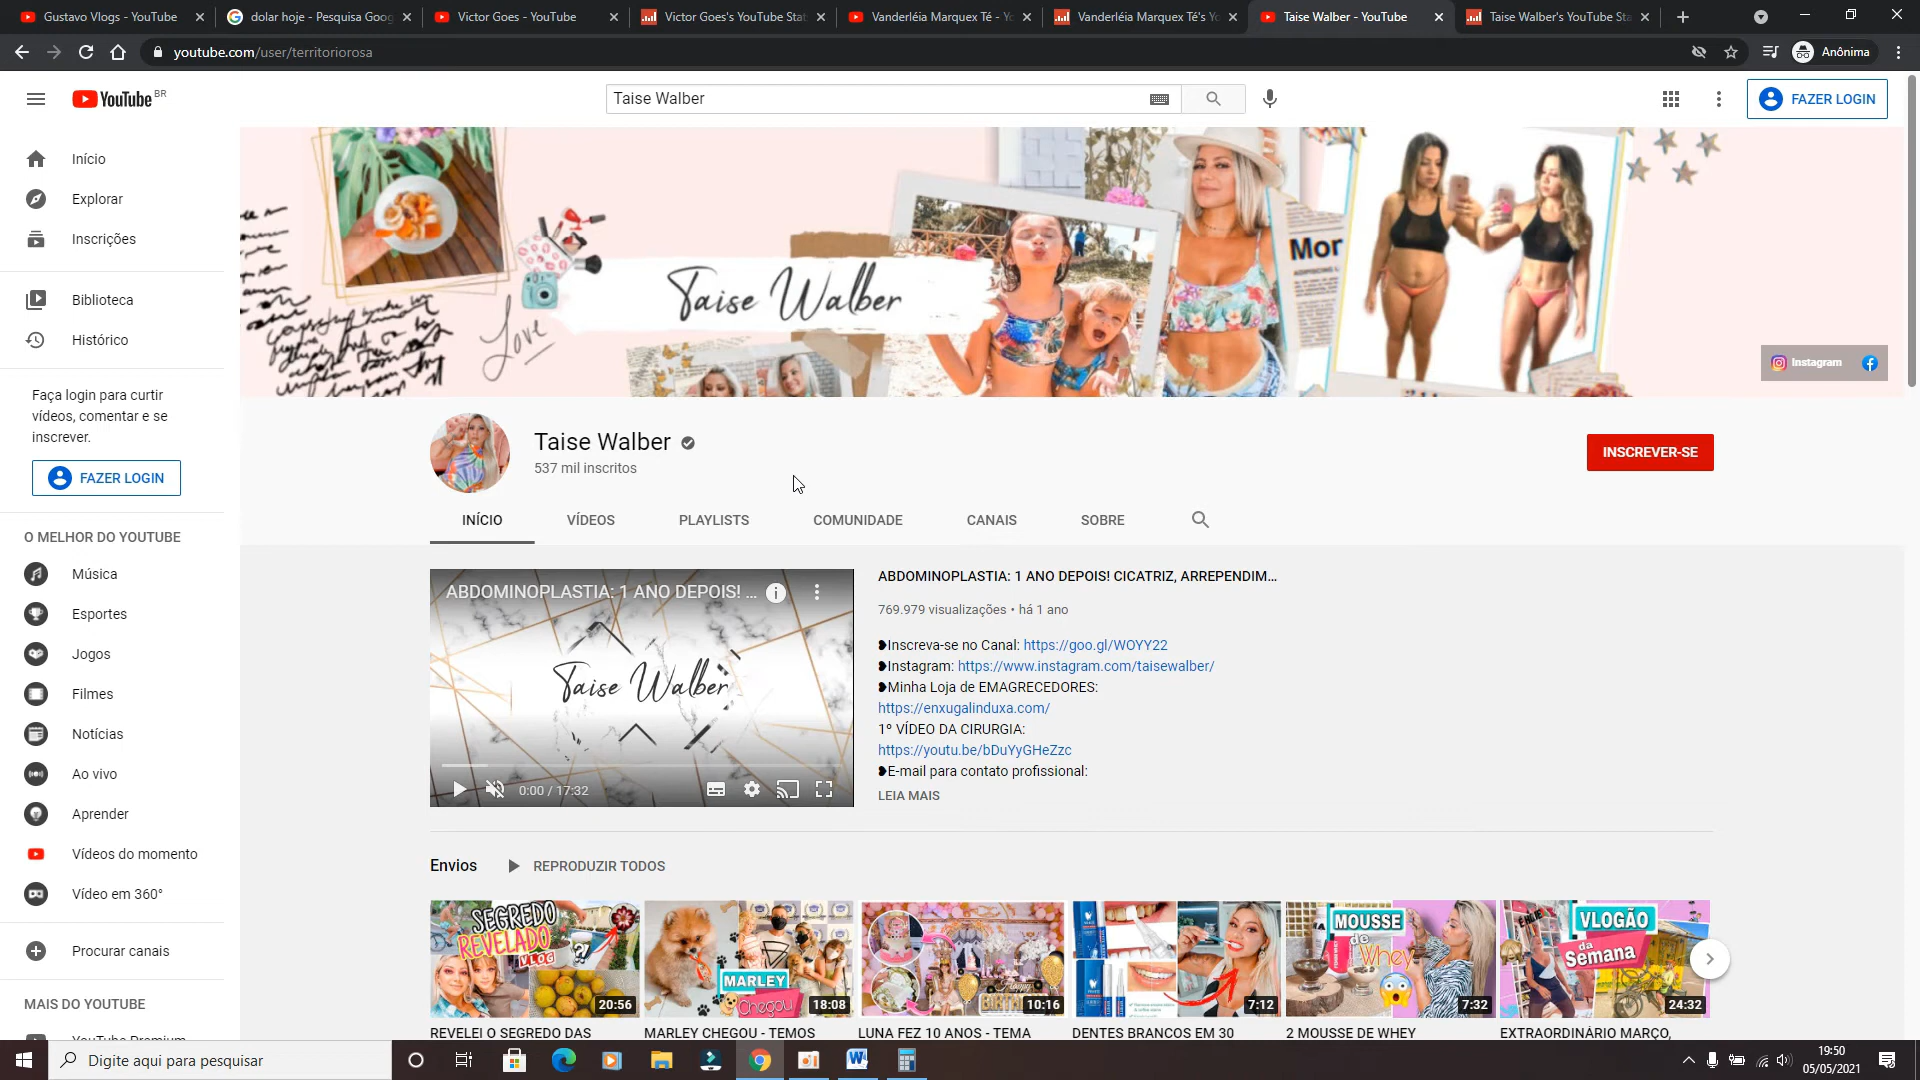 Gustavo Vlogs - YouTube
dolar hoje - Pesquisa Goog
Victor Goes - YouTube
Victor Goes's YouTube Stat
Vanderléia Marquex Té - Yo
Vanderléia Marquex Té's Yo
Taise Walber - YouTube
Taise Walber's YouTube Sta
youtube.com/user/territoriorosa
Anônima
YouTube BR
Taise Walber
FAZER LOGIN
Início
Explorar
Inscrições
Biblioteca
Histórico
Faça login para curtir
vídeos, comentar e se
inscrever.
FAZER LOGIN
O MELHOR DO YOUTUBE
Música
Esportes
Jogos
Filmes
Notícias
Ao vivo
Aprender
Vídeos do momento
Vídeo em 360°
Procurar canais
MAIS DO YOUTUBE
YouTube Premium
Love
Taise Walber
Mor
Instagram
Taise Walber
537 mil inscritos
INSCREVER-SE
INÍCIO
VÍDEOS
PLAYLISTS
COMUNIDADE
CANAIS
SOBRE
ABDOMINOPLASTIA: 1 ANO DEPOIS! ...
Taise Walber
0:00 / 17:32
ABDOMINOPLASTIA: 1 ANO DEPOIS! CICATRIZ, ARREPENDIM...
769.979 visualizações • há 1 ano
❥Inscreva-se no Canal: https://goo.gl/WOYY22
❥Instagram: https://www.instagram.com/taisewalber/
❥Minha Loja de EMAGRECEDORES:
https://enxugalinduxa.com/
1º VÍDEO DA CIRURGIA:
https://youtu.be/bDuYyGHeZzc
❥E-mail para contato profissional:
LEIA MAIS
Envios
REPRODUZIR TODOS
SEGREDO
REVELADO
VLOG
20:56
MARLEY
Chegou
18:08
10:16
7:12
MOUSSE
de
Whey
7:32
VLOGÃO
da
Semana
24:32
REVELEI O SEGREDO DAS
MARLEY CHEGOU - TEMOS
LUNA FEZ 10 ANOS - TEMA
DENTES BRANCOS EM 30
2 MOUSSE DE WHEY
EXTRAORDINÁRIO MARÇO,
Digite aqui para pesquisar
19:50
05/05/2021